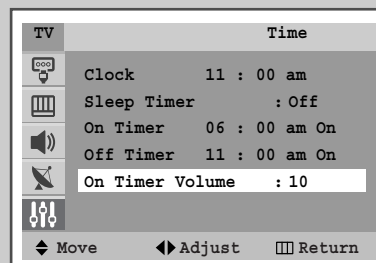 TV Time
Clock 11 : 00 am
Sleep Timer : Off
On Timer 06 : 00 am On
Off Timer 11 : 00 am On
On Timer Volume : 10
Move Adjust Return